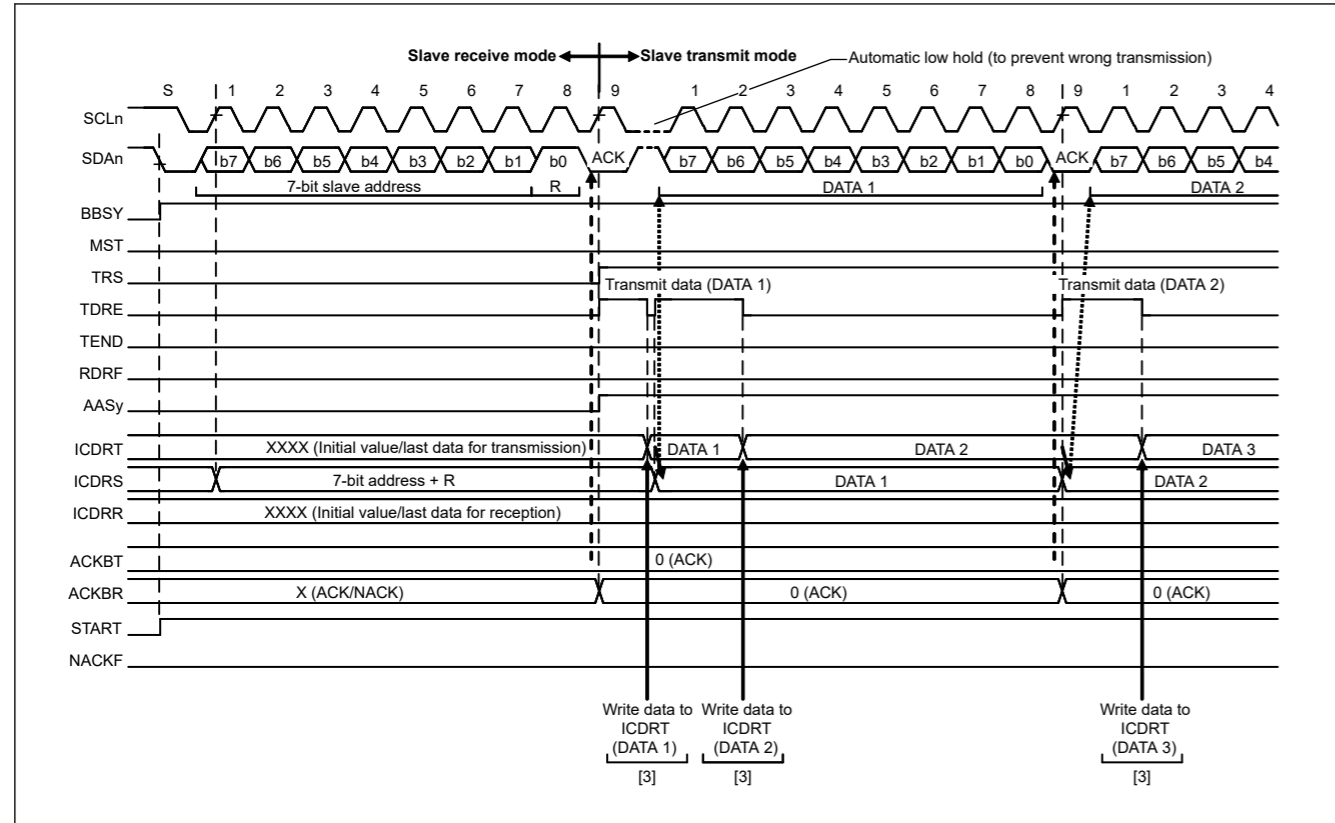 Slave receive mode Slave transmit mode Automatic low hold (to prevent wrong transmission)
S 1 2 3 4 5 6 7 8 9 1 2 3 4 5 6 7 8 9 1 2 3 4
SCLn
SDAn b7 b6 b5 b4 b3 b2 b1 b0 ACK b7 b6 b5 b4 b3 b2 b1 b0 ACK b7 b6 b5 b4
7-bit slave address R DATA 1 DATA 2
BBSY
MST
TRS
Transmit data (DATA 1) Transmit data (DATA 2)
TDRE
TEND
RDRF
AASy
ICDRT XXXX (Initial value/last data for transmission) DATA 1 DATA 2 DATA 3
ICDRS 7-bit address + R DATA 1 DATA 2
ICDRR XXXX (Initial value/last data for reception)
ACKBT 0 (ACK)
ACKBR X (ACK/NACK) 0 (ACK) 0 (ACK)
START
NACKF
Write data to Write data to Write data to
ICDRT ICDRT ICDRT
(DATA 1) (DATA 2) (DATA 3)
[3] [3] [3]